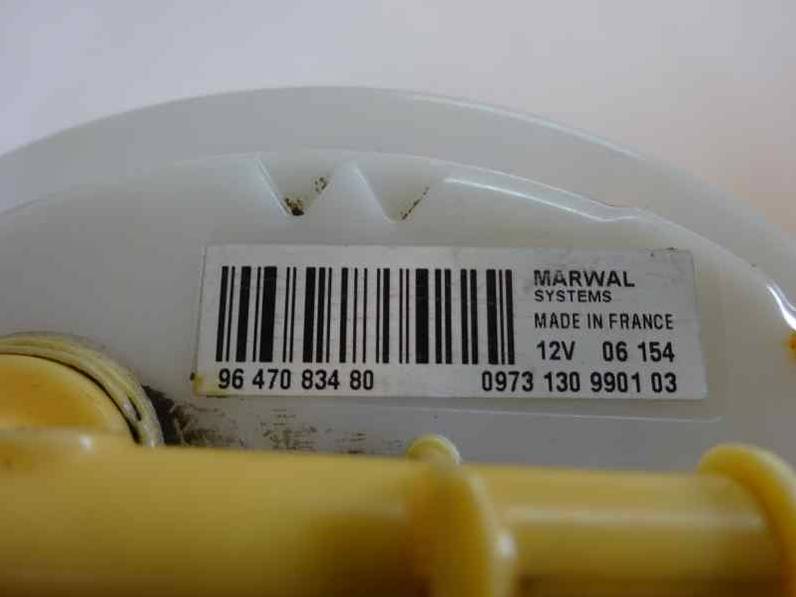 MARWAL
SYSTEMS
MADE IN FRANCE
12V 06 154
96 470 834 80 0973 130 9901 03